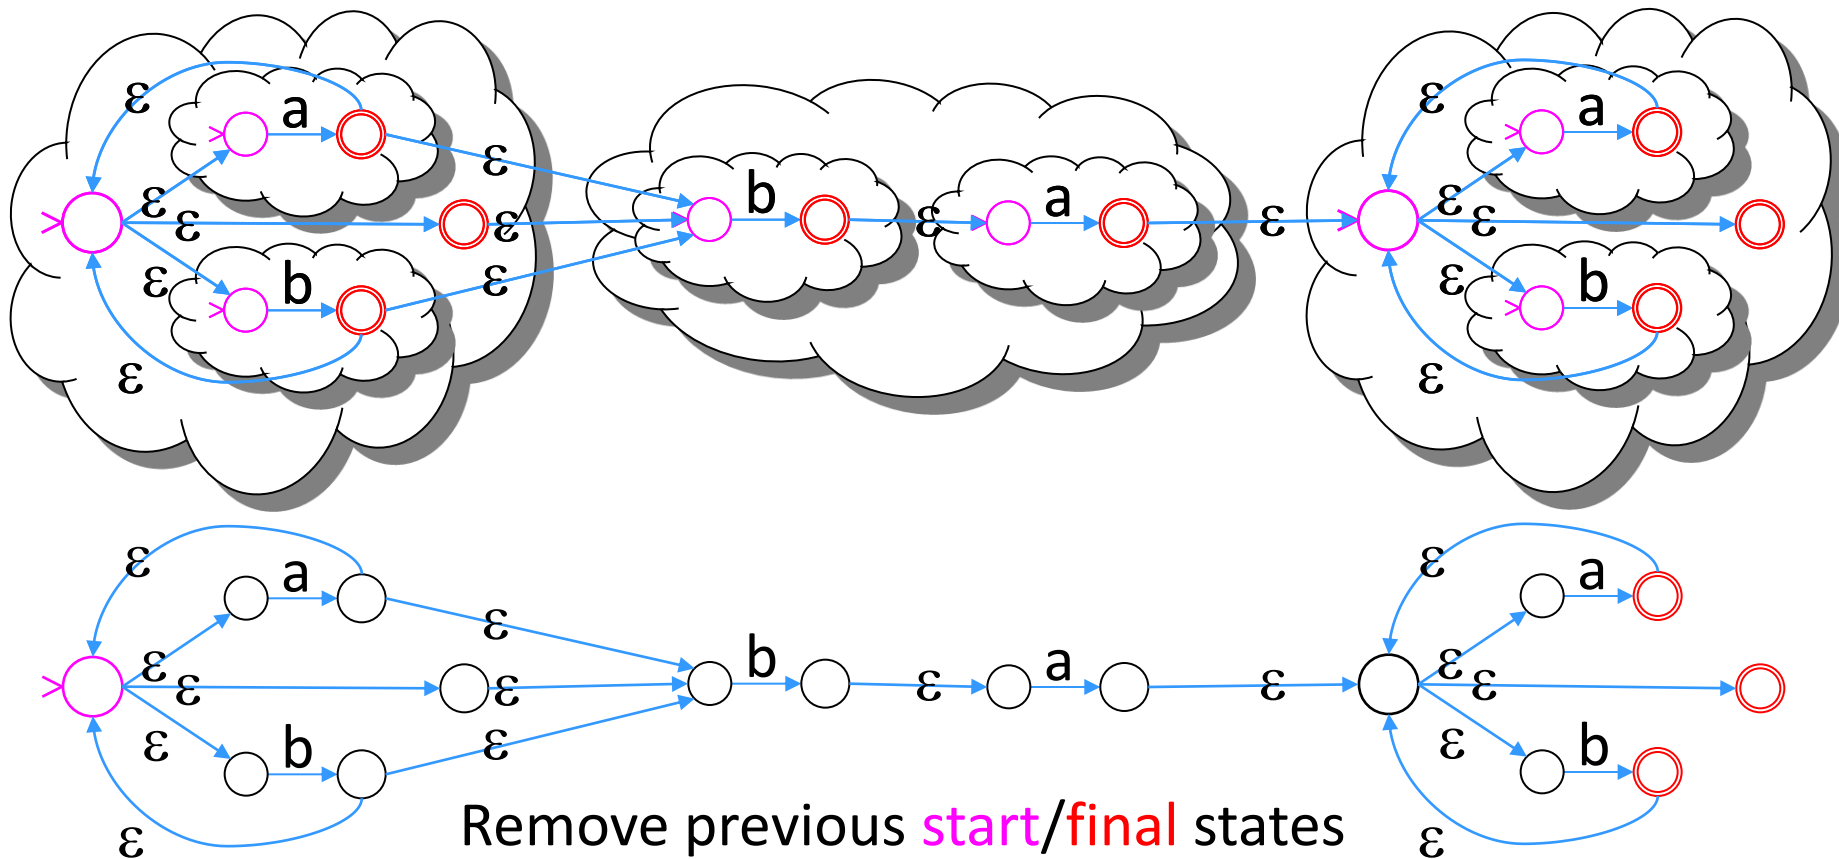 ε a ε a
ε ε ε
ε ε ε b ε a ε ε ε
ε b ε ε b
ε ε
ε a ε a
ε ε ε
ε ε b ε a ε ε
ε b ε ε b
ε Remove previous start/final states ε